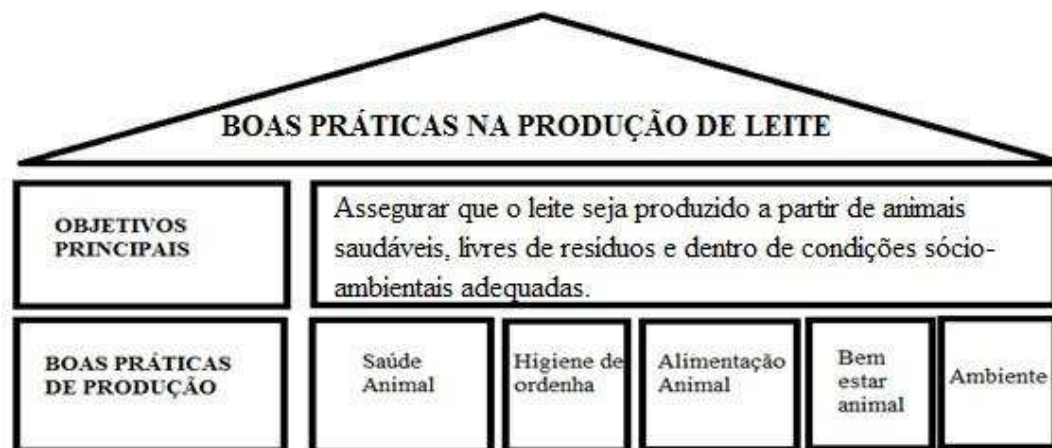 BOAS PRÁTICAS NA PRODUÇÃO DE LEITE
OBJETIVOS
PRINCIPAIS
Assegurar que o leite seja produzido a partir de animais
saudáveis, livres de resíduos e dentro de condições sócio-
ambientais adequadas.
BOAS PRÁTICAS
DE PRODUÇÃO
Saúde
Animal
Higiene de
ordenha
Alimentação
Animal
Bem
estar
animal
Ambiente